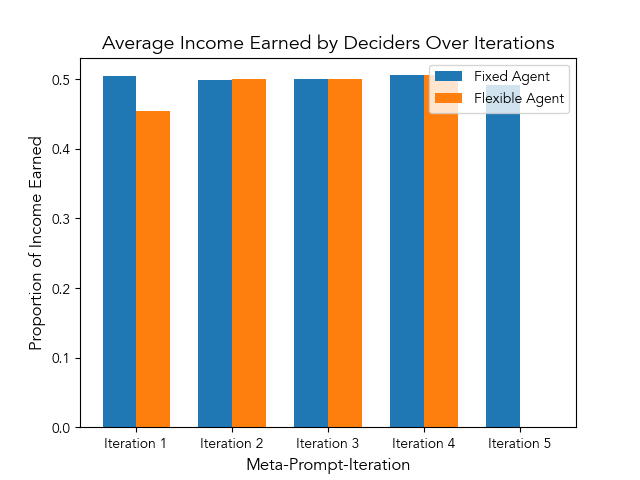 Average Income Earned by Deciders Over Iterations
Fixed Agent
Flexible Agent
Proportion of Income Earned
0.5
0.4
0.3
0.2
0.1
0.0
Iteration 1
Iteration 2
Iteration 3
Iteration 4
Iteration 5
Meta-Prompt-Iteration